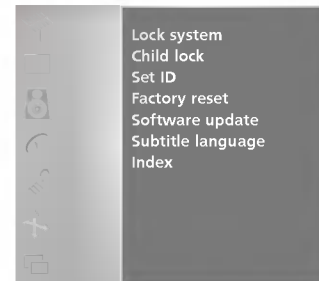 Lock system
Child lock
Set ID
Factory reset
Software update
Subtitle language
Index